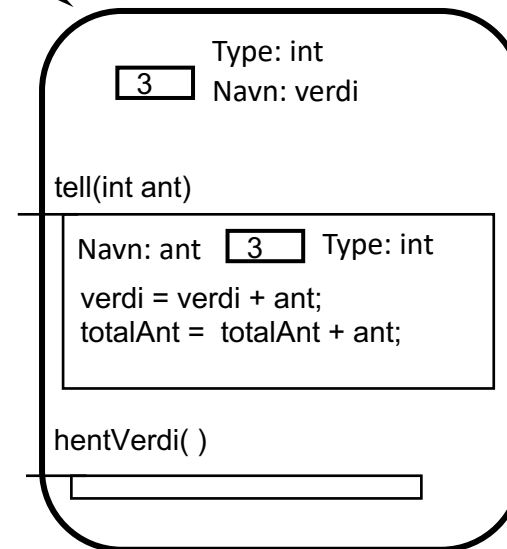 Type: int
3 Navn: verdi
tell(int ant)
Navn: ant 3 Type: int
verdi = verdi + ant;
totalAnt =  totalAnt + ant;
hentVerdi( )